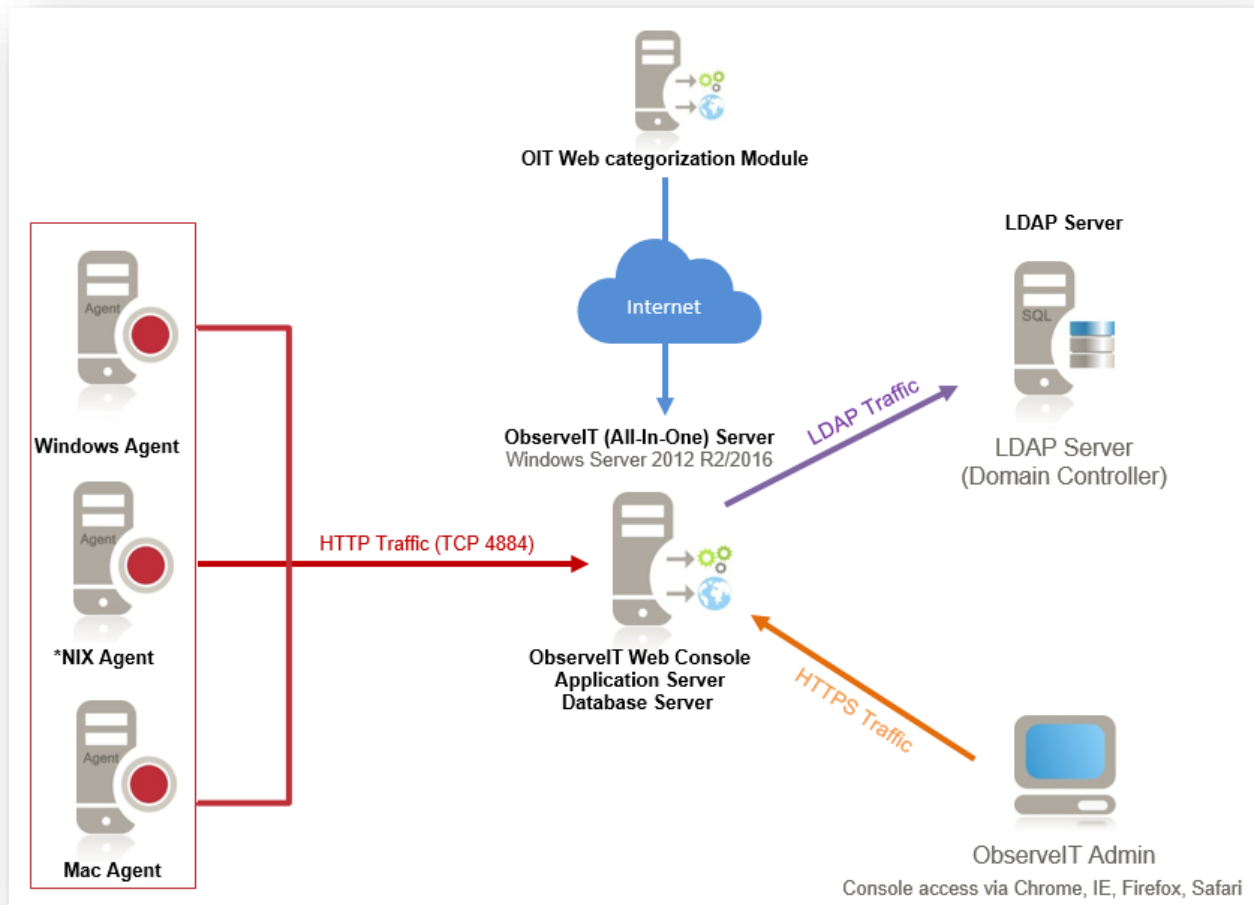 OIT Web categorization Module
Internet
LDAP Server
SQL
LDAP Server
(Domain Controller)
LDAP Traffic
Agent
Windows Agent
Agent
*NIX Agent
Agent
Mac Agent
HTTP Traffic (TCP 4884)
ObserveIT (All-In-One) Server
Windows Server 2012 R2/2016
ObserveIT Web Console
Application Server
Database Server
HTTPS Traffic
ObserveIT Admin
Console access via Chrome, IE, Firefox, Safari